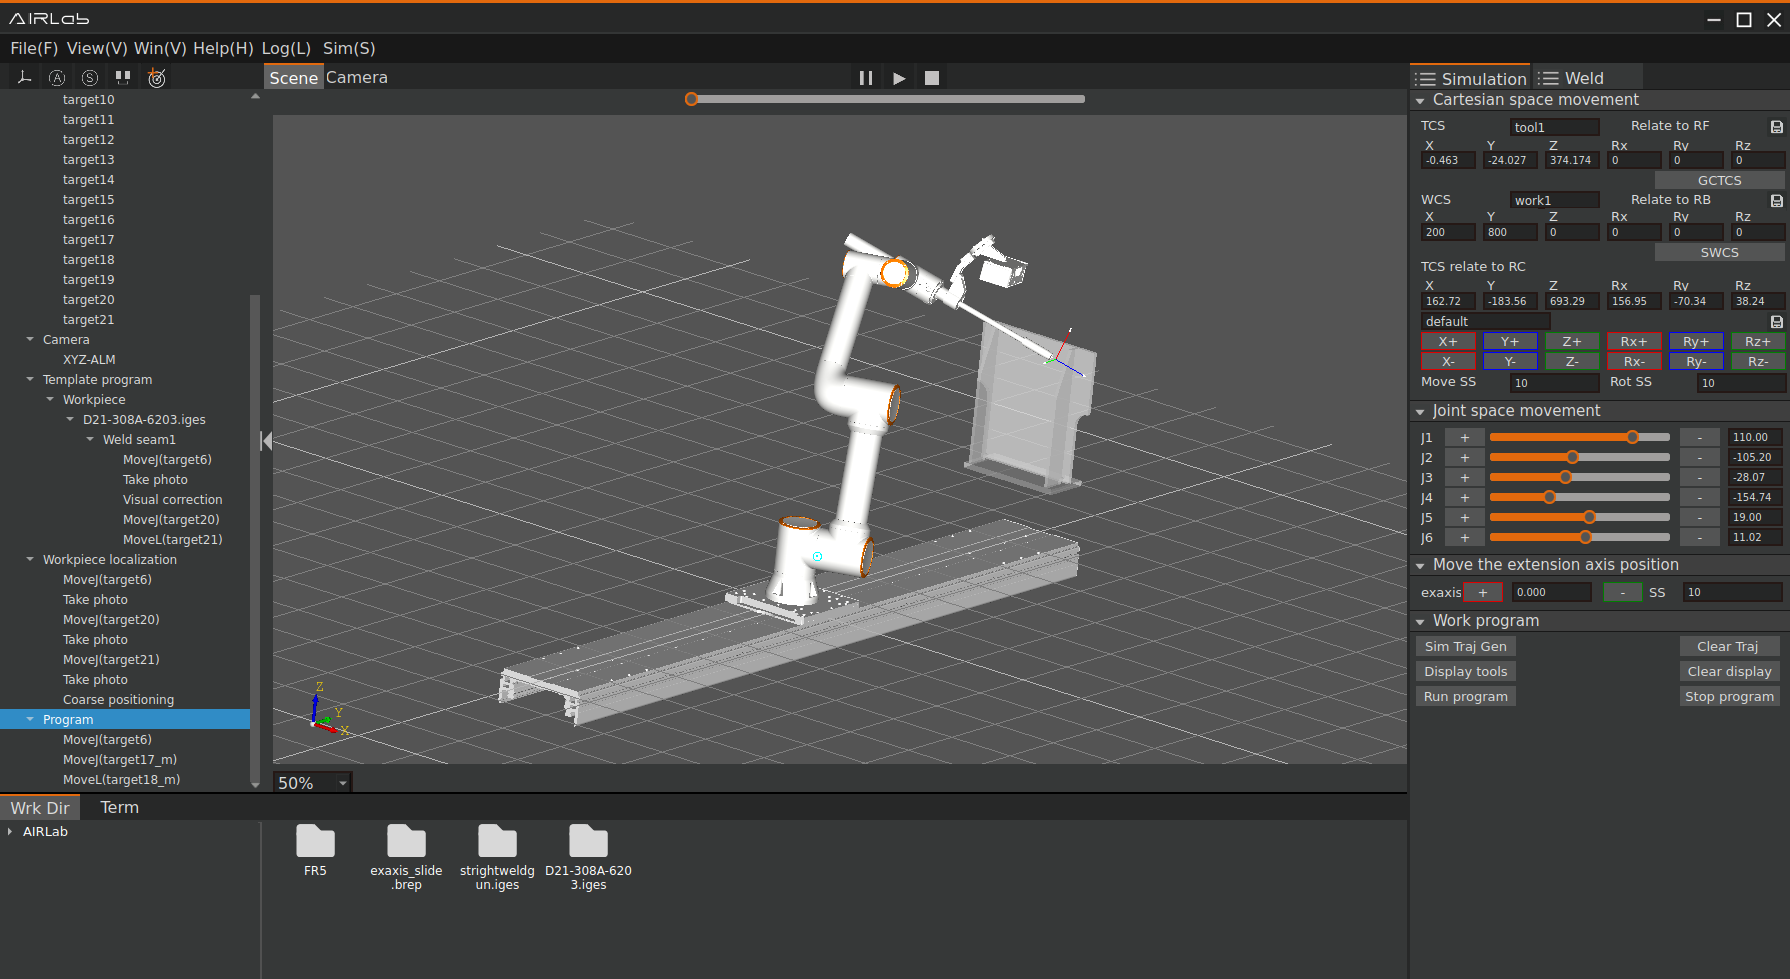 AIRLab
File(F) View(V) Win(V) Help(H) Log(L) Sim(S)
Scene Camera
target10
target11
target12
target13
target14
target15
target16
target17
target18
target19
target20
target21
Camera
XYZ-ALM
Template program
Workpiece
D21-308A-6203.iges
Weld seam1
MoveJ(target6)
Take photo
Visual correction
MoveJ(target20)
MoveL(target21)
Workpiece localization
MoveJ(target6)
Take photo
MoveJ(target20)
Take photo
MoveJ(target21)
Take photo
Coarse positioning
Program
MoveJ(target6)
MoveJ(target17_m)
MoveL(target18_m)
Z
Y
X
50%
Simulation Weld
Cartesian space movement
TCS tool1 Relate to RF
X Y Z Rx Ry Rz
-0.463 -24.027 374.174 0 0 0
GCTCS
WCS work1 Relate to RB
X Y Z Rx Ry Rz
200 800 0 0 0 0
SWCS
TCS relate to RC
X Y Z Rx Ry Rz
162.72 -183.56 693.29 156.95 -70.34 38.24
default
X+ Y+ Z+ Rx+ Ry+ Rz+
X- Y- Z- Rx- Ry- Rz-
Move SS 10 Rot SS 10
Joint space movement
J1 + - 110.00
J2 + - -105.20
J3 + - -28.07
J4 + - -154.74
J5 + - 19.00
J6 + - 11.02
Move the extension axis position
exaxis + 0.000 - SS 10
Work program
Sim Traj Gen Clear Traj
Display tools Clear display
Run program Stop program
Wrk Dir Term
AIRLab
FR5
exaxis_slide
.brep
strightweldg
un.iges
D21-308A-620
3.iges